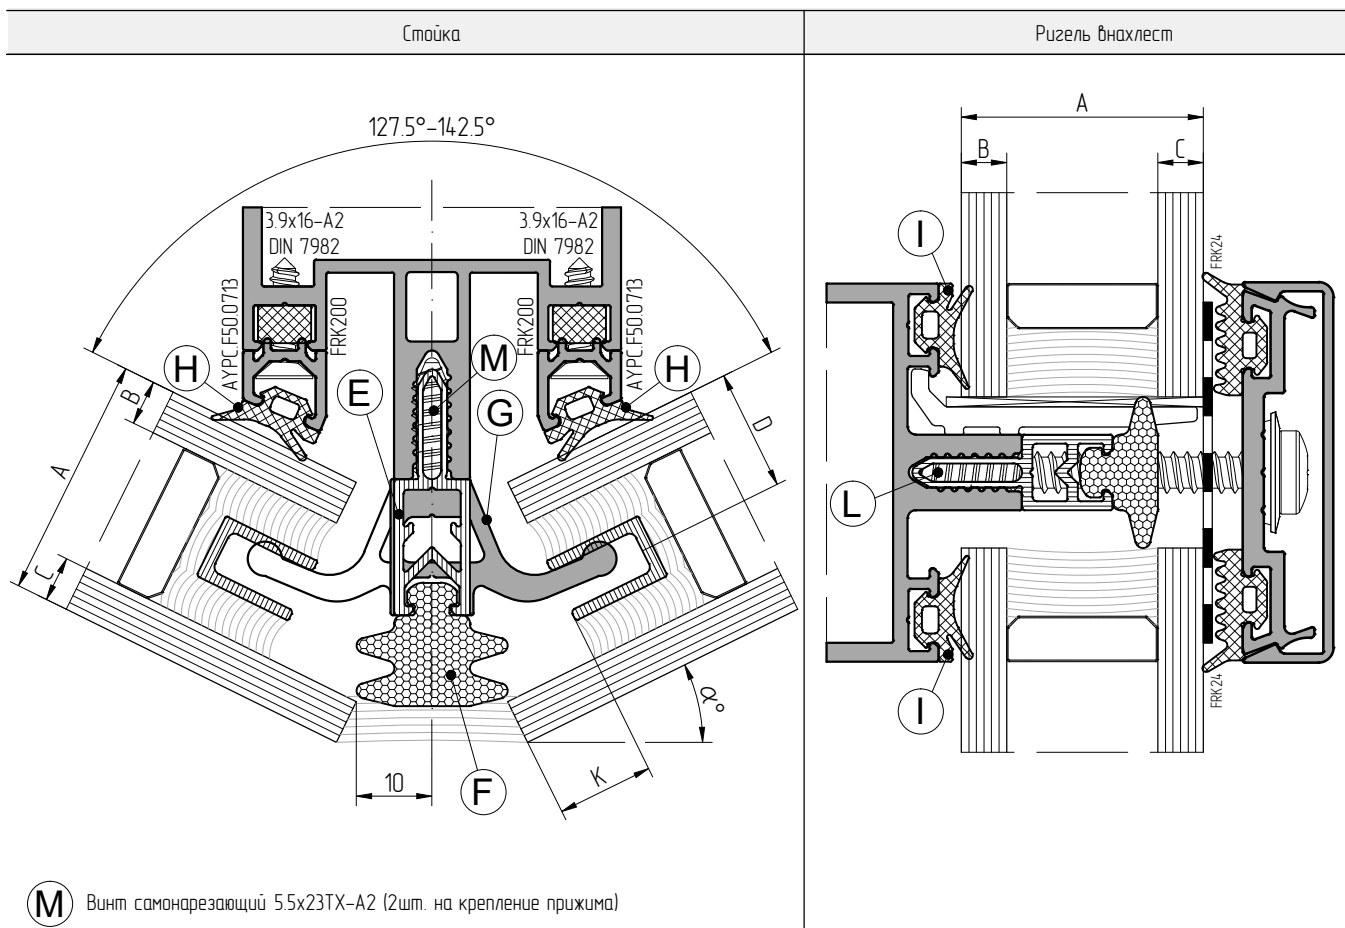 Стойка
Ригель внахлест
127.5°-142.5°
3.9x16-A2
DIN 7982
3.9x16-A2
DIN 7982
AYPC.F50.0713
FRK200
FRK200
AYPC.F50.0713
H
E
M
G
H
B
A
C
D
α°
K
10
F
A
B
C
I
FRK24
L
I
FRK24
M Винт самонарезающий 5.5x23TX-A2 (2шт. на крепление прижима)